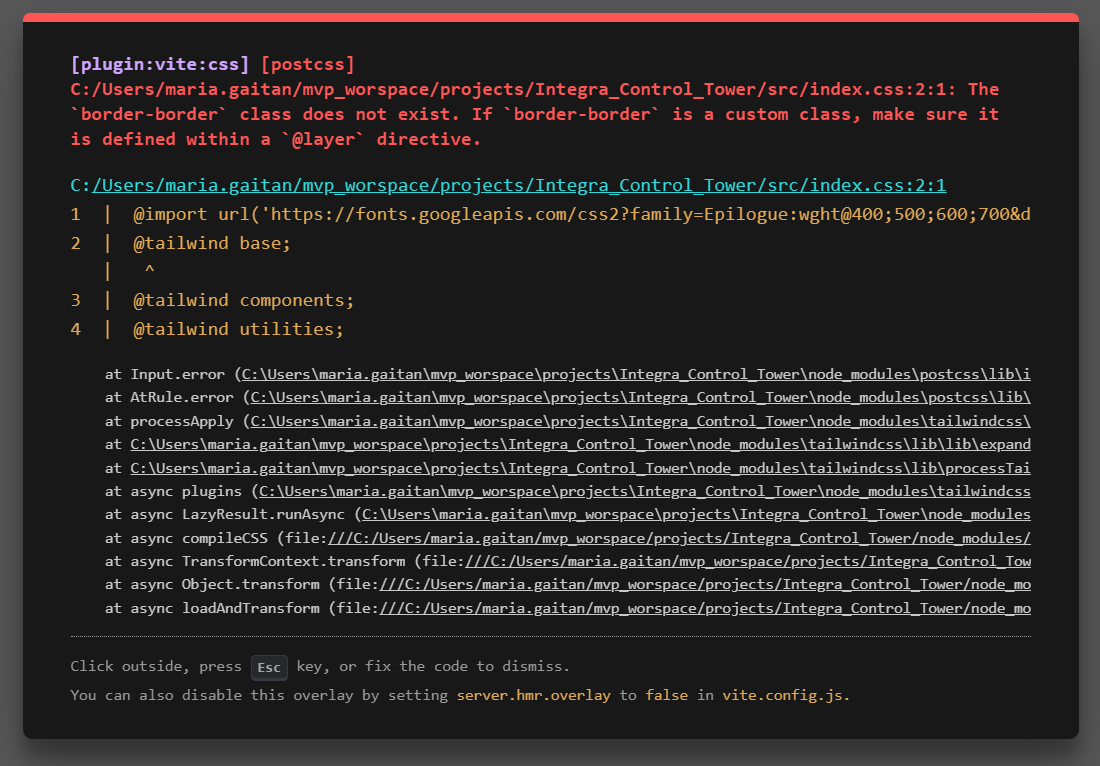 [plugin:vite:css] [postcss]
C:/Users/maria.gaitan/mvp_worspace/projects/Integra_Control_Tower/src/index.css:2:1: The
`border-border` class does not exist. If `border-border` is a custom class, make sure it
is defined within a `@layer` directive.
C:/Users/maria.gaitan/mvp_worspace/projects/Integra_Control_Tower/src/index.css:2:1
1  |  @import url('https://fonts.googleapis.com/css2?family=Epilogue:wght@400;500;600;700&d
2  |  @tailwind base;
   |   ^
3  |  @tailwind components;
4  |  @tailwind utilities;
at Input.error (C:\Users\maria.gaitan\mvp_worspace\projects\Integra_Control_Tower\node_modules\postcss\lib\i
at AtRule.error (C:\Users\maria.gaitan\mvp_worspace\projects\Integra_Control_Tower\node_modules\postcss\lib\
at processApply (C:\Users\maria.gaitan\mvp_worspace\projects\Integra_Control_Tower\node_modules\tailwindcss\
at C:\Users\maria.gaitan\mvp_worspace\projects\Integra_Control_Tower\node_modules\tailwindcss\lib\lib\expand
at C:\Users\maria.gaitan\mvp_worspace\projects\Integra_Control_Tower\node_modules\tailwindcss\lib\processTai
at async plugins (C:\Users\maria.gaitan\mvp_worspace\projects\Integra_Control_Tower\node_modules\tailwindcss
at async LazyResult.runAsync (C:\Users\maria.gaitan\mvp_worspace\projects\Integra_Control_Tower\node_modules
at async compileCSS (file:///C:/Users/maria.gaitan/mvp_worspace/projects/Integra_Control_Tower/node_modules/
at async TransformContext.transform (file:///C:/Users/maria.gaitan/mvp_worspace/projects/Integra_Control_Tow
at async Object.transform (file:///C:/Users/maria.gaitan/mvp_worspace/projects/Integra_Control_Tower/node_mo
at async loadAndTransform (file:///C:/Users/maria.gaitan/mvp_worspace/projects/Integra_Control_Tower/node_mo
Click outside, press Esc key, or fix the code to dismiss.
You can also disable this overlay by setting server.hmr.overlay to false in vite.config.js.